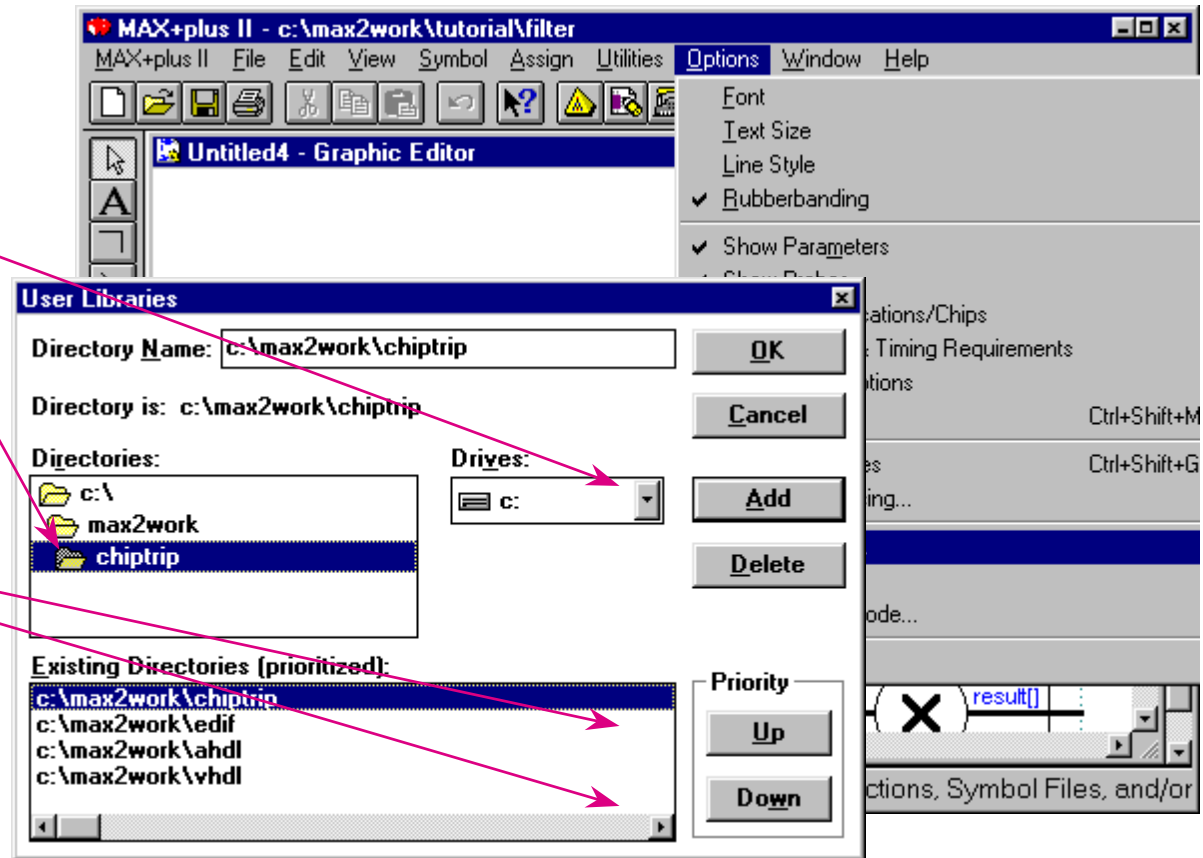 MAX+plus II - c:\max2work\tutorial\filter
MAX+plus II File Edit View Symbol Assign Utilities Options Window Help
Font
Text Size
Line Style
Rubberbanding
Show Parameters
Untitled4 - Graphic Editor
A
User Libraries
Directory Name: c:\max2work\chiptrip
OK
Directory is: c:\max2work\chiptrip
Cancel
Directories:
c:\
max2work
chiptrip
Drives:
c:
Add
Delete
Existing Directories (prioritized):
c:\max2work\chiptrip
c:\max2work\edif
c:\max2work\ahdl
c:\max2work\vhdl
Priority
Up
Down
ations/Chips
Timing Requirements
tions
Ctrl+Shift+M
es Ctrl+Shift+G
ing...
ode...
result[]
ctions, Symbol Files, and/or